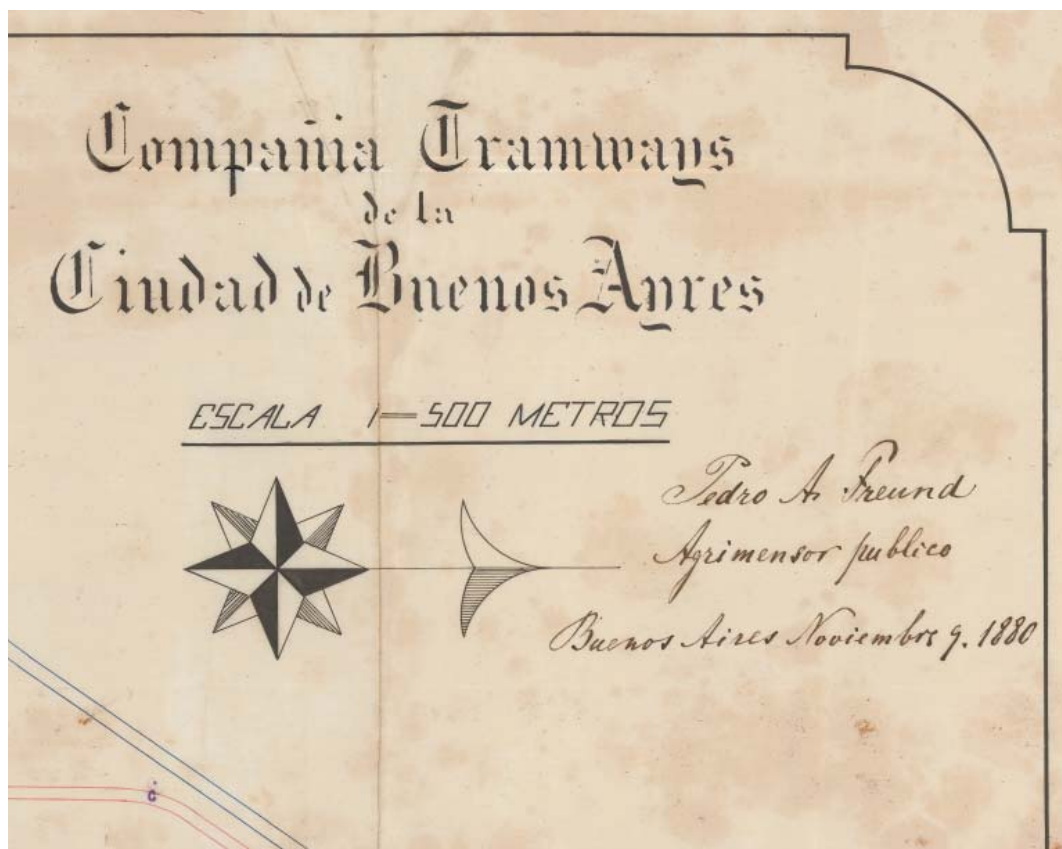 Compañia Tramways
de la
Ciudad de Buenos Ayres
ESCALA 1=500 METROS
Pedro A. Freund
Agrimensor publico
Buenos Aires Noviembre 9. 1880